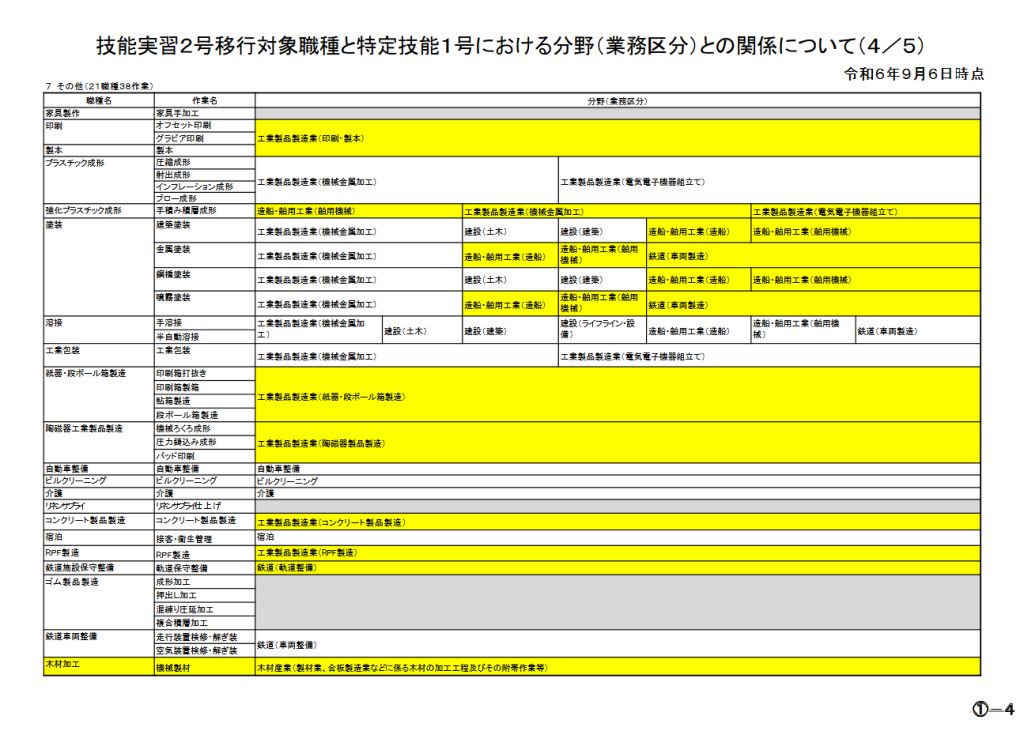 技能実習2号移行対象職種と特定技能1号における分野(業務区分)との関係について(4/5)
令和6年9月6日時点
7 その他(21職種38作業)
職種名 作業名 分野(業務区分)
家具製作 家具手加工
印刷 オフセット印刷
グラビア印刷
工業製品製造業(印刷・製本)
製本 製本
プラスチック成形 圧縮成形
射出成形
インフレーション成形
ブロー成形
工業製品製造業(機械金属加工) 工業製品製造業(電気電子機器組立て)
強化プラスチック成形 手積み積層成形 造船・舶用工業(舶用機械) 工業製品製造業(機械金属加工) 工業製品製造業(電気電子機器組立て)
塗装 建築塗装 工業製品製造業(機械金属加工) 建設(土木) 建設(建築) 造船・舶用工業(造船) 造船・舶用工業(舶用機械)
金属塗装 工業製品製造業(機械金属加工) 造船・舶用工業(造船) 造船・舶用工業(舶用
機械) 鉄道(車両製造)
鋼橋塗装 工業製品製造業(機械金属加工) 建設(土木) 建設(建築) 造船・舶用工業(造船) 造船・舶用工業(舶用機械)
噴霧塗装 工業製品製造業(機械金属加工) 造船・舶用工業(造船) 造船・舶用工業(舶用
機械) 鉄道(車両製造)
溶接 手溶接
半自動溶接
工業製品製造業(機械金属加
工) 建設(土木) 建設(建築) 建設(ライフライン・設
備) 造船・舶用工業(造船) 造船・舶用工業(舶用機
械) 鉄道(車両製造)
工業包装 工業包装 工業製品製造業(機械金属加工) 工業製品製造業(電気電子機器組立て)
紙器・段ボール箱製造 印刷箱打抜き
印刷箱製箱
貼箱製造
段ボール箱製造
工業製品製造業(紙器・段ボール箱製造)
陶磁器工業製品製造 機械ろくろ成形
圧力鋳込み成形
パッド印刷
工業製品製造業(陶磁器製品製造)
自動車整備 自動車整備 自動車整備
ビルクリーニング ビルクリーニング ビルクリーニング
介護 介護 介護
リネンサプライ リネンサプライ仕上げ
コンクリート製品製造 コンクリート製品製造 工業製品製造業(コンクリート製品製造)
宿泊 接客・衛生管理 宿泊
RPF製造 RPF製造 工業製品製造業(RPF製造)
鉄道施設保守整備 軌道保守整備 鉄道(軌道整備)
ゴム製品製造 成形加工
押出し加工
混練り圧延加工
複合積層加工
鉄道車両整備 走行装置検修・解ぎ装
空気装置検修・解ぎ装
鉄道(車両整備)
木材加工 機械製材 木材産業(製材業、合板製造業などに係る木材の加工工程及びその附帯作業等)
①-4